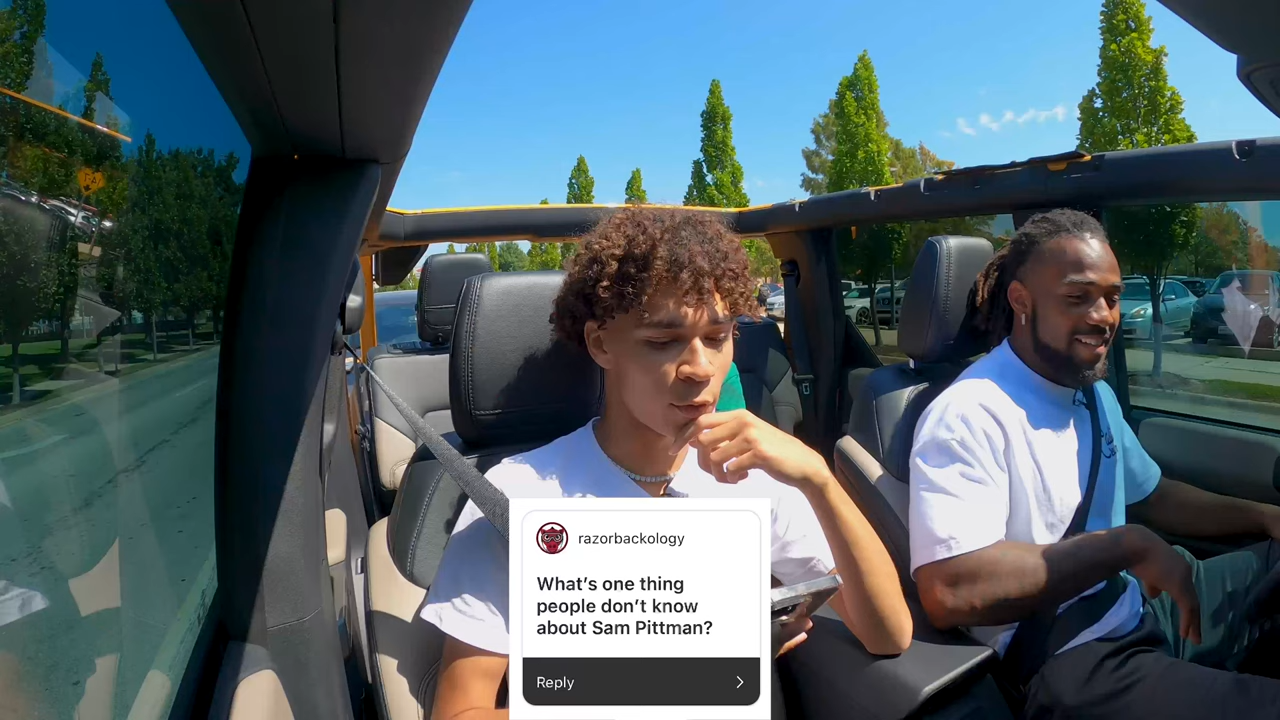 razorbackology
What’s one thing
people don’t know
about Sam Pittman?
Reply